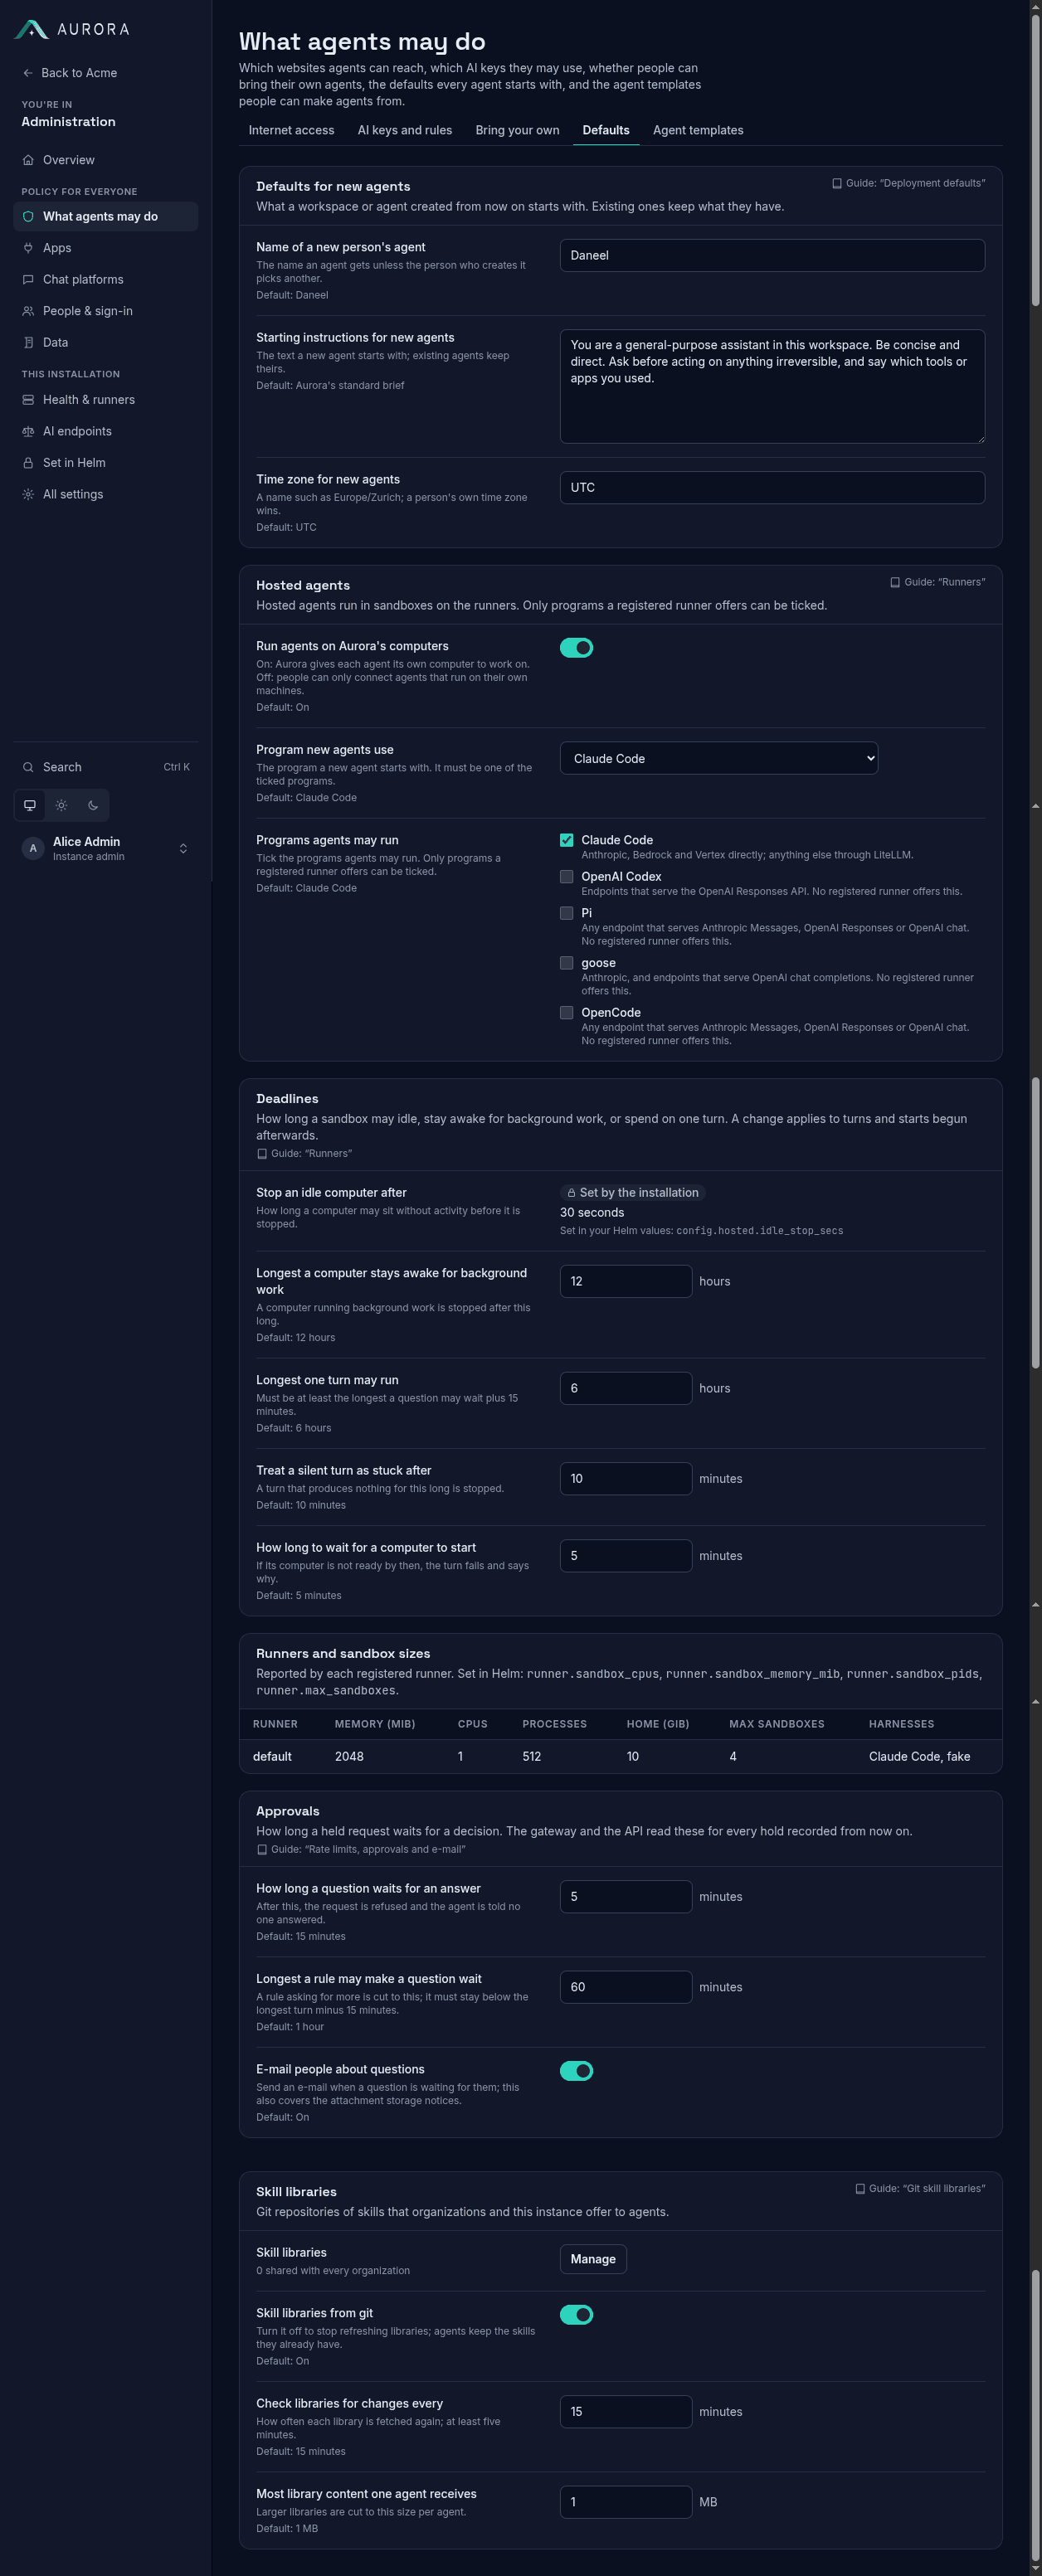 AURORA
Back to Acme
YOU'RE IN
Administration
Overview
POLICY FOR EVERYONE
What agents may do
Apps
Chat platforms
People & sign-in
Data
THIS INSTALLATION
Health & runners
AI endpoints
Set in Helm
All settings
Search
Ctrl K
A
Alice Admin
Instance admin
What agents may do
Which websites agents can reach, which AI keys they may use, whether people can
bring their own agents, the defaults every agent starts with, and the agent templates
people can make agents from.
Internet access
AI keys and rules
Bring your own
Defaults
Agent templates
Defaults for new agents
Guide: “Deployment defaults”
What a workspace or agent created from now on starts with. Existing ones keep what they have.
Name of a new person's agent
The name an agent gets unless the person who creates it
picks another.
Default: Daneel
Daneel
Starting instructions for new agents
The text a new agent starts with; existing agents keep
theirs.
Default: Aurora's standard brief
You are a general-purpose assistant in this workspace. Be concise and
direct. Ask before acting on anything irreversible, and say which tools or
apps you used.
Time zone for new agents
A name such as Europe/Zurich; a person's own time zone
wins.
Default: UTC
UTC
Hosted agents
Guide: “Runners”
Hosted agents run in sandboxes on the runners. Only programs a registered runner offers can be ticked.
Run agents on Aurora's computers
On: Aurora gives each agent its own computer to work on.
Off: people can only connect agents that run on their own
machines.
Default: On
Program new agents use
The program a new agent starts with. It must be one of the
ticked programs.
Default: Claude Code
Claude Code
Programs agents may run
Tick the programs agents may run. Only programs a
registered runner offers can be ticked.
Default: Claude Code
Claude Code
Anthropic, Bedrock and Vertex directly; anything else through LiteLLM.
OpenAI Codex
Endpoints that serve the OpenAI Responses API. No registered runner offers this.
Pi
Any endpoint that serves Anthropic Messages, OpenAI Responses or OpenAI chat.
No registered runner offers this.
goose
Anthropic, and endpoints that serve OpenAI chat completions. No registered runner
offers this.
OpenCode
Any endpoint that serves Anthropic Messages, OpenAI Responses or OpenAI chat.
No registered runner offers this.
Deadlines
How long a sandbox may idle, stay awake for background work, or spend on one turn. A change applies to turns and starts begun
afterwards.
Guide: “Runners”
Stop an idle computer after
How long a computer may sit without activity before it is
stopped.
Set by the installation
30 seconds
Set in your Helm values: config.hosted.idle_stop_secs
Longest a computer stays awake for background
work
A computer running background work is stopped after this
long.
Default: 12 hours
12 hours
Longest one turn may run
Must be at least the longest a question may wait plus 15
minutes.
Default: 6 hours
6 hours
Treat a silent turn as stuck after
A turn that produces nothing for this long is stopped.
Default: 10 minutes
10 minutes
How long to wait for a computer to start
If its computer is not ready by then, the turn fails and says
why.
Default: 5 minutes
5 minutes
Runners and sandbox sizes
Reported by each registered runner. Set in Helm: runner.sandbox_cpus, runner.sandbox_memory_mib, runner.sandbox_pids,
runner.max_sandboxes.
RUNNER MEMORY (MIB) CPUS PROCESSES HOME (GIB) MAX SANDBOXES HARNESSES
default 2048 1 512 10 4 Claude Code, fake
Approvals
How long a held request waits for a decision. The gateway and the API read these for every hold recorded from now on.
Guide: “Rate limits, approvals and e-mail”
How long a question waits for an answer
After this, the request is refused and the agent is told no
one answered.
Default: 15 minutes
5 minutes
Longest a rule may make a question wait
A rule asking for more is cut to this; it must stay below the
longest turn minus 15 minutes.
Default: 1 hour
60 minutes
E-mail people about questions
Send an e-mail when a question is waiting for them; this
also covers the attachment storage notices.
Default: On
Skill libraries
Guide: “Git skill libraries”
Git repositories of skills that organizations and this instance offer to agents.
Skill libraries
0 shared with every organization
Manage
Skill libraries from git
Turn it off to stop refreshing libraries; agents keep the skills
they already have.
Default: On
Check libraries for changes every
How often each library is fetched again; at least five
minutes.
Default: 15 minutes
15 minutes
Most library content one agent receives
Larger libraries are cut to this size per agent.
Default: 1 MB
1 MB